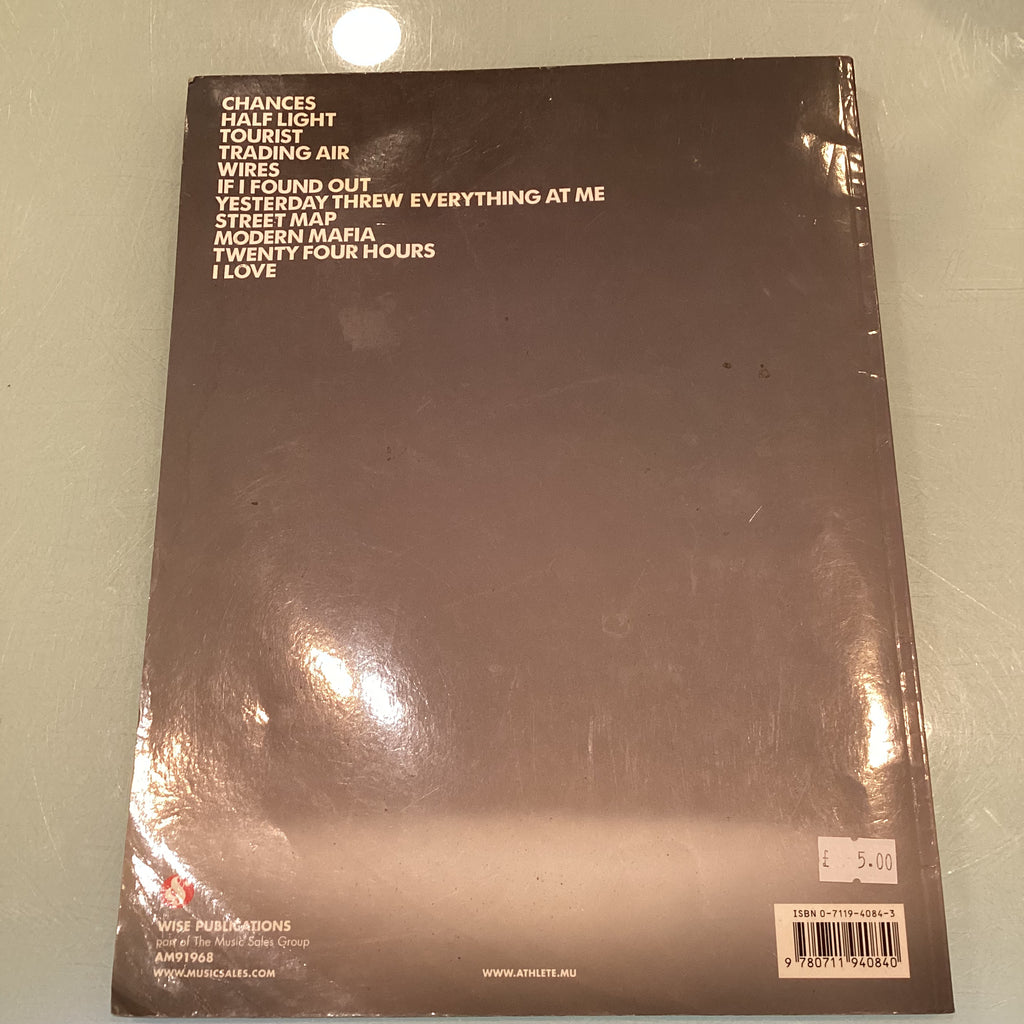 CHANCES
HALF LIGHT
TOURIST
TRADING AIR
WIRES
IF I FOUND OUT
YESTERDAY THREW EVERYTHING AT ME
STREET MAP
MODERN MAFIA
TWENTY FOUR HOURS
I LOVE
£ 5.00
ISBN 0-7119-4084-3
9 780711 940840
WISE PUBLICATIONS
part of The Music Sales Group
AM91968
WWW.MUSICSALES.COM
WWW.ATHLETE.MU